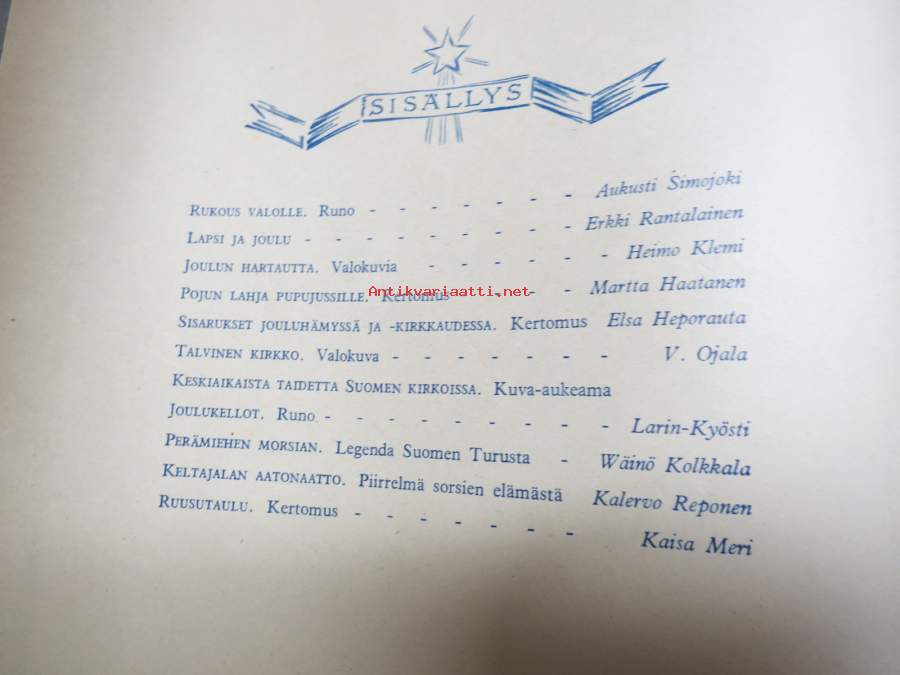 SISÄLLYS
RUKOUS VALOLLE. Runo - - - - - - - Aukusti Simojoki
LAPSI JA JOULU - - - - - - - - - Erkki Rantalainen
JOULUN HARTAUTTA. Valokuvia - - - - - - Heimo Klemi
POJUN LAHJA PUPUJUSSILLE. Kertomus - - - Martta Haatanen
Antikvariaatti.net
SISARUKSET JOULUHÄMYSSÄ JA -KIRKKAUDESSA. Kertomus Elsa Heporauta
TALVINEN KIRKKO. Valokuva - - - - - - - V. Ojala
KESKIAIKAISTA TAIDETTA SUOMEN KIRKOISSA. Kuva-aukeama
JOULUKELLOT. Runo - - - - - - - - - Larin-Kyösti
PERÄMIEHEN MORSIAN. Legenda Suomen Turusta - Wäinö Kolkkala
KELTAJALAN AATONAATTO. Piirrelmä sorsien elämästä Kalervo Reponen
RUUSUTAULU. Kertomus - - - - - - - Kaisa Meri